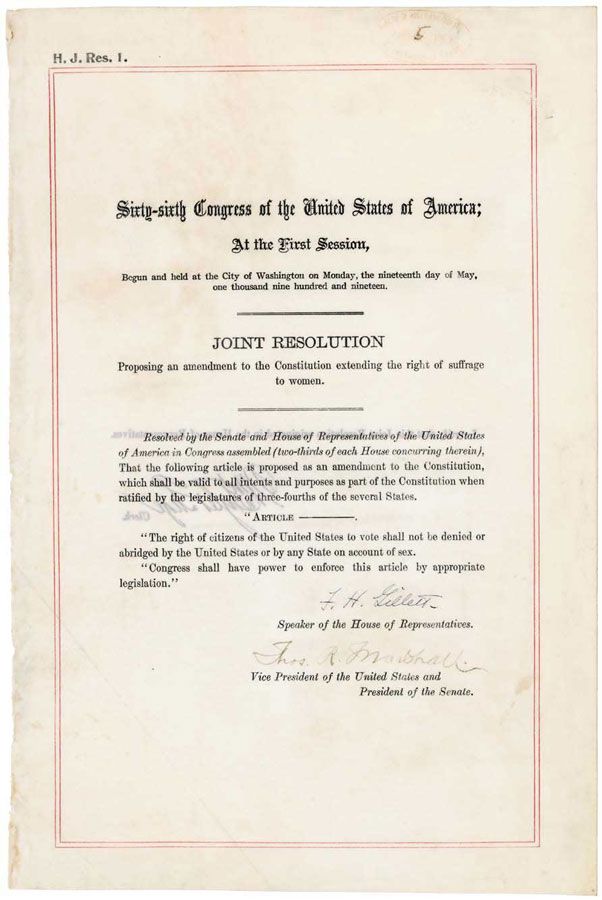 5
H. J. Res. 1.
Sixty-sixth Congress of the United States of America;
At the First Session,
Begun and held at the City of Washington on Monday, the nineteenth day of May,
one thousand nine hundred and nineteen.
JOINT RESOLUTION
Proposing an amendment to the Constitution extending the right of suffrage
to women.
Resolved by the Senate and House of Representatives of the United States
of America in Congress assembled (two-thirds of each House concurring therein),
That the following article is proposed as an amendment to the Constitution,
which shall be valid to all intents and purposes as part of the Constitution when
ratified by the legislatures of three-fourths of the several States.
"ARTICLE ———.
"The right of citizens of the United States to vote shall not be denied or
abridged by the United States or by any State on account of sex.
"Congress shall have power to enforce this article by appropriate
legislation."
F. H. Gillett
Speaker of the House of Representatives.
Thos. R. Marshall
Vice President of the United States and
President of the Senate.